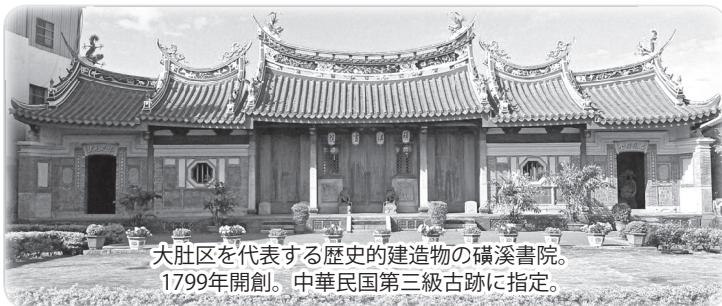 大肚区を代表する歴史的建造物の磺溪書院。
1799年開創。中華民国第三級古跡に指定。